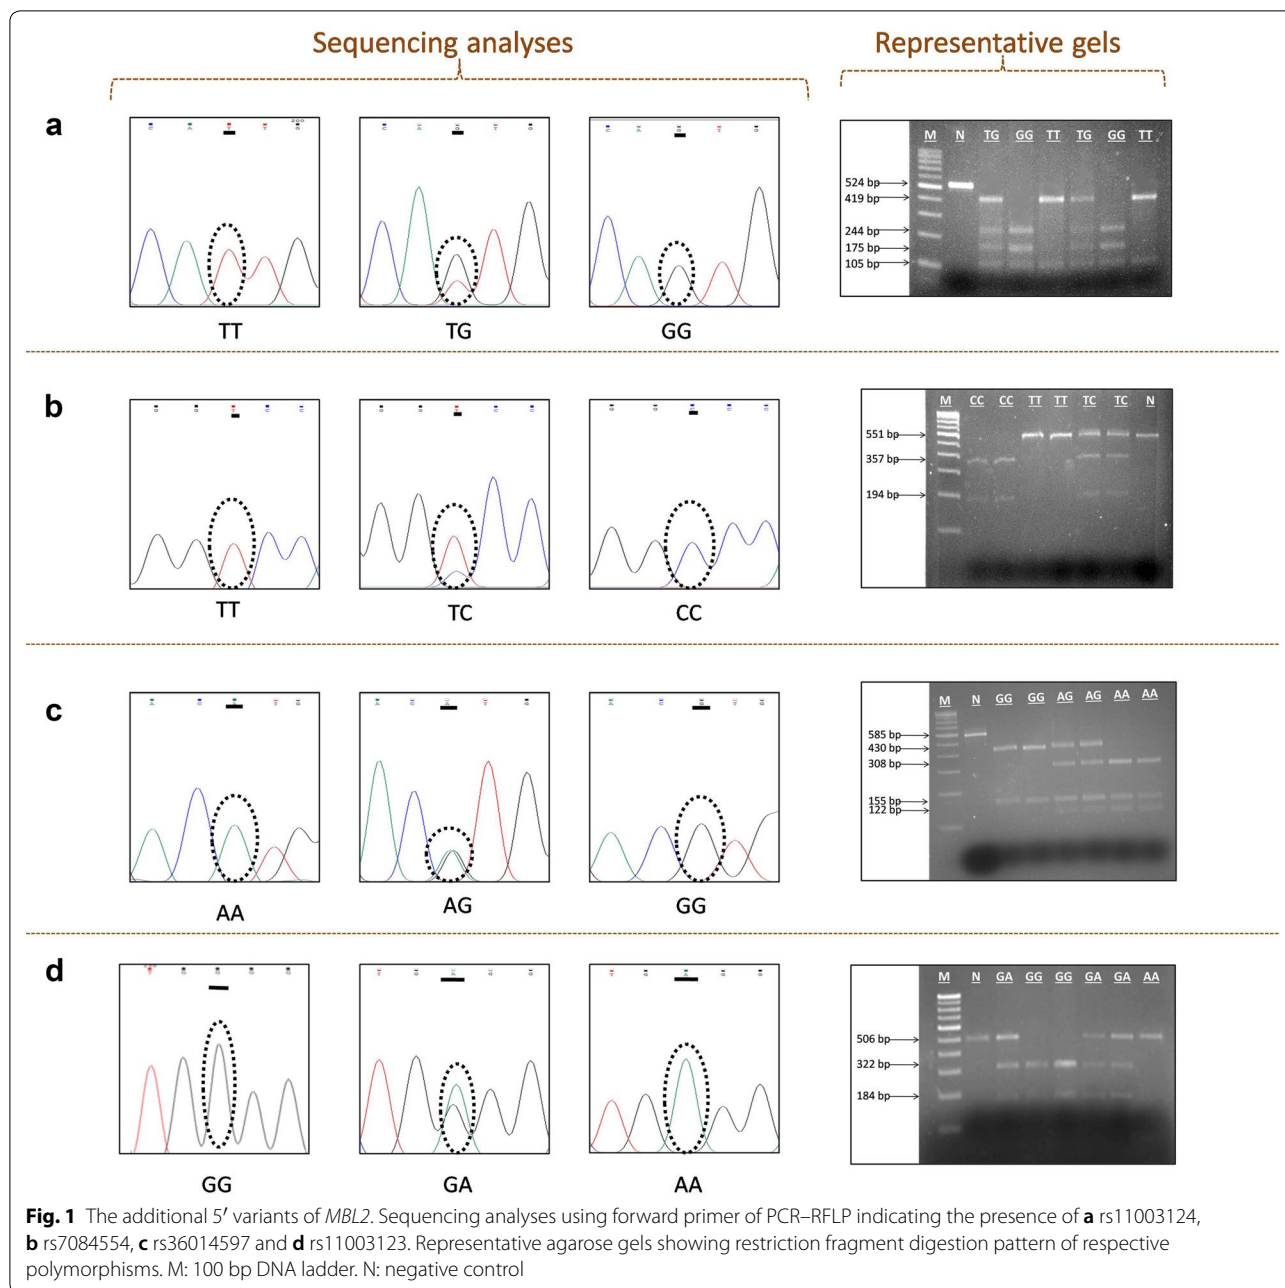 Sequencing analyses
Representative gels
a
TT
TG
GG
M N TG GG TT TG GG TT
524 bp
419 bp
244 bp
175 bp
105 bp
b
TT
TC
CC
M CC CC TT TT TC TC N
551 bp
357 bp
194 bp
c
AA
AG
GG
M N GG GG AG AG AA AA
585 bp
430 bp
308 bp
155 bp
122 bp
d
GG
GA
AA
M N GA GG GG GA GA AA
506 bp
322 bp
184 bp
Fig. 1 The additional 5′ variants of MBL2. Sequencing analyses using forward primer of PCR–RFLP indicating the presence of a rs11003124,
b rs7084554, c rs36014597 and d rs11003123. Representative agarose gels showing restriction fragment digestion pattern of respective
polymorphisms. M: 100 bp DNA ladder. N: negative control